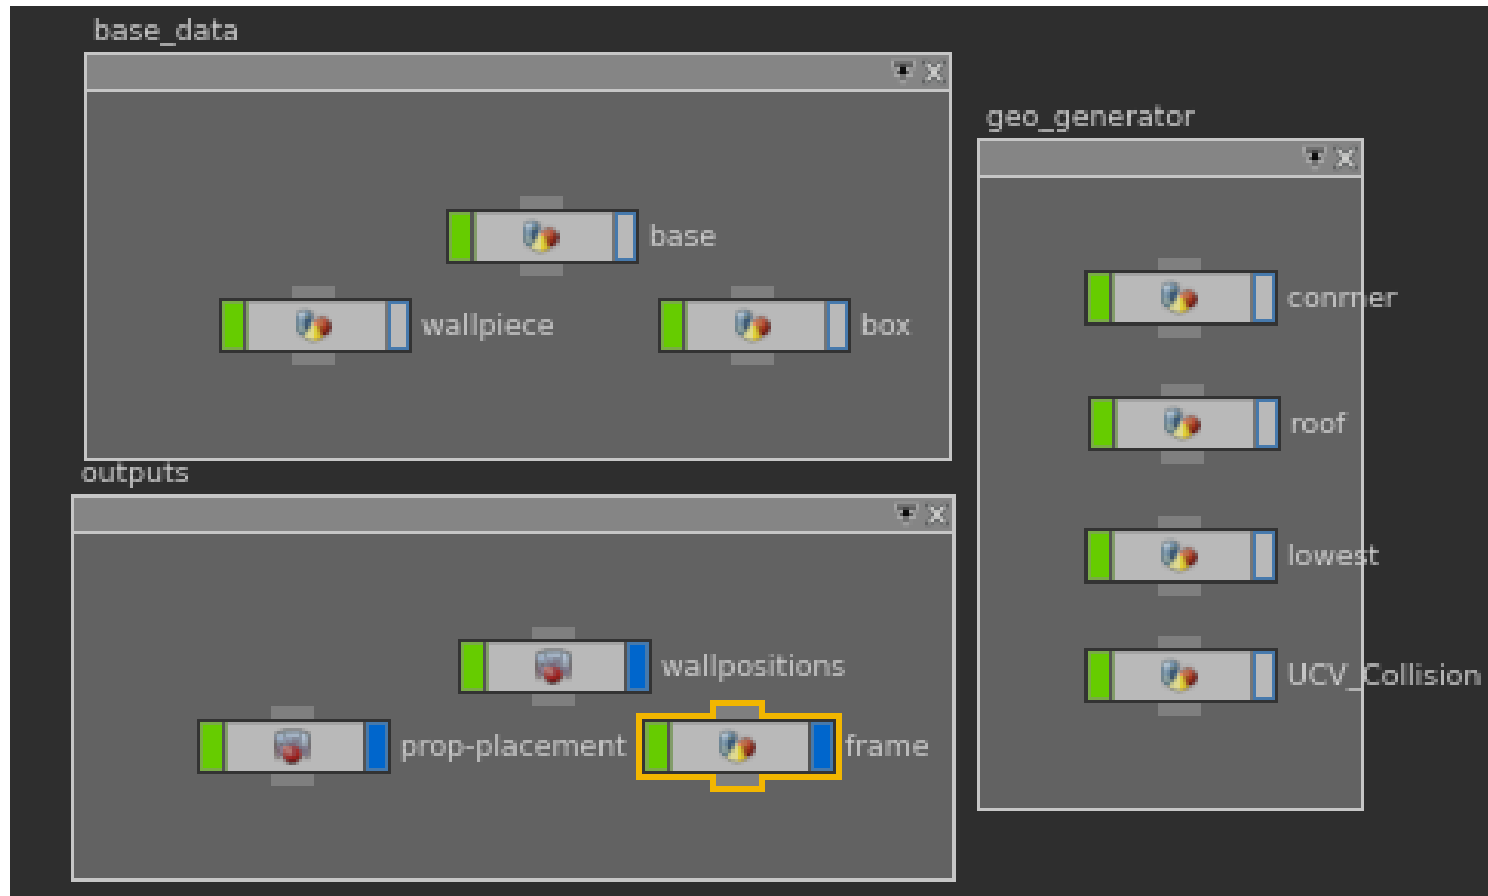 base_data
base
wallpiece
box
outputs
wallpositions
prop-placement
frame
geo_generator
conrner
roof
lowest
UCV_Collision